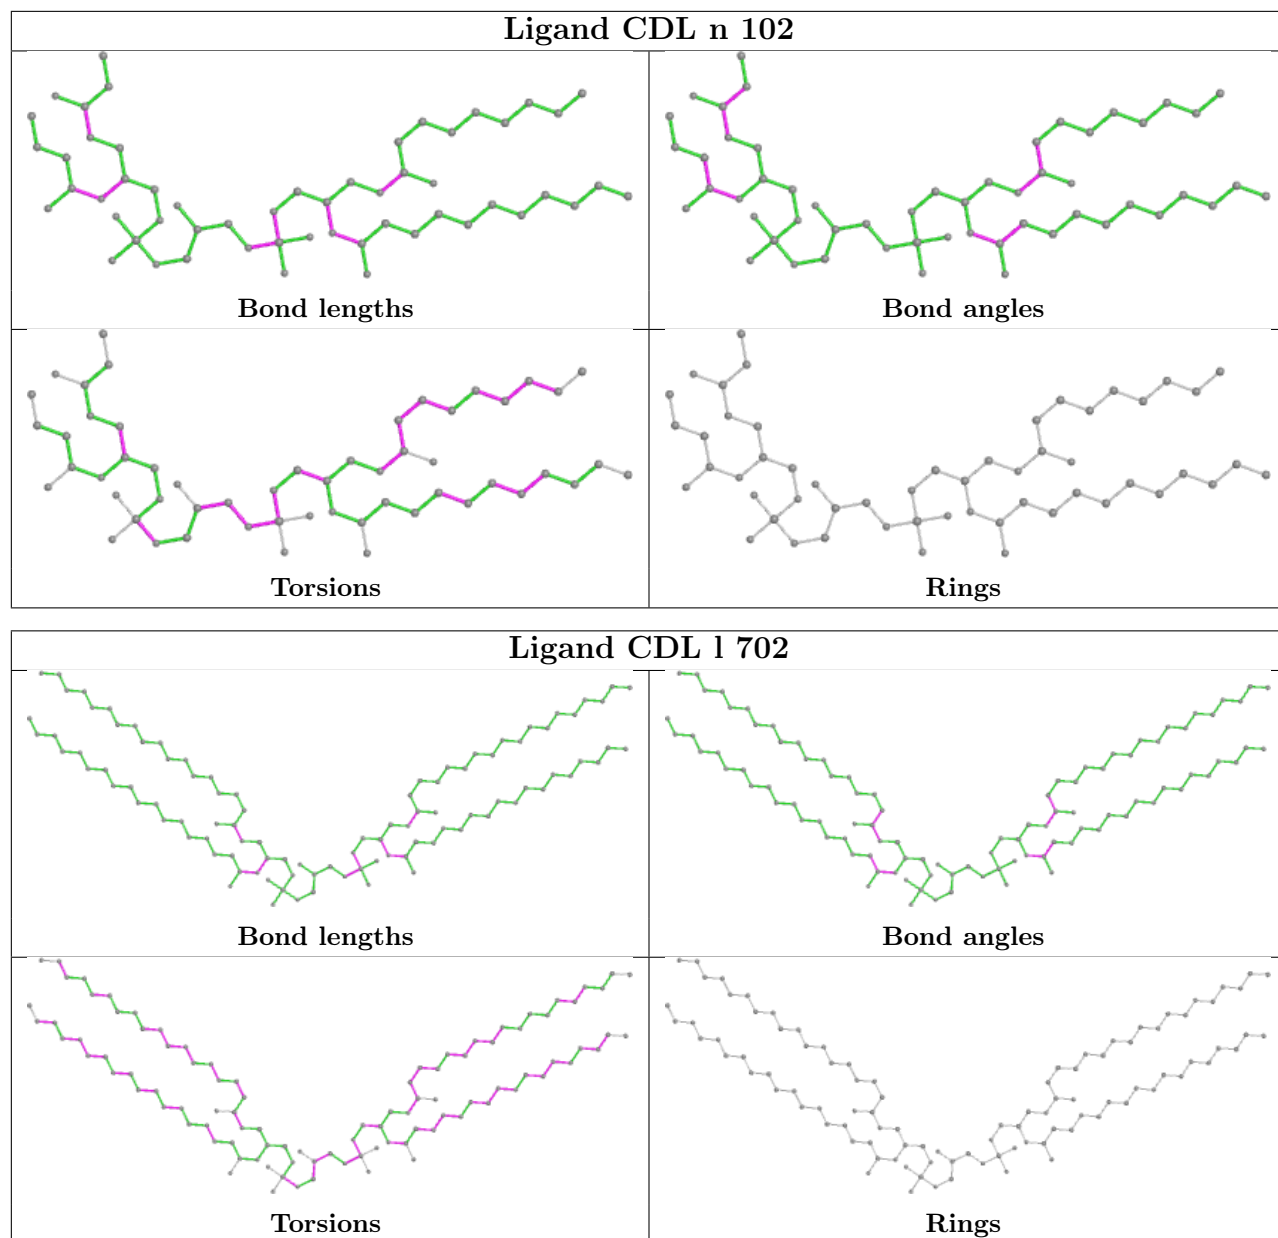 Ligand CDL n 102
Bond lengths
Bond angles
Torsions
Rings
Ligand CDL l 702
Bond lengths
Bond angles
Torsions
Rings